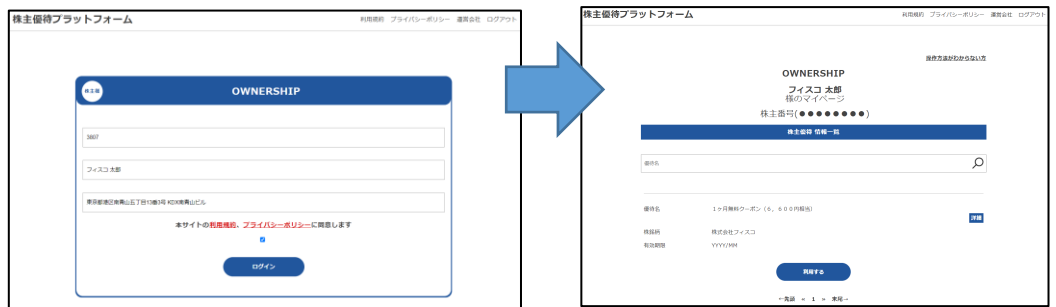 株主優待プラットフォーム
利用規約 プライバシーポリシー 運営会社 ログアウト
株主優
OWNERSHIP
3807
フィスコ 太郎
東京都港区南青山五丁目13番3号 KDX南青山ビル
本サイトの利用規約、プライバシーポリシーに同意します
ログイン
株主優待プラットフォーム
利用規約 プライバシーポリシー 運営会社 ログアウト
操作方法がわからない方
OWNERSHIP
フィスコ 太郎
様のマイページ
株主番号(●●●●●●●●)
株主優待 情報一覧
優待名
優待名 1ヶ月無料クーポン（6，600円相当）
詳細
株銘柄 株式会社フィスコ
有効期限 YYYY/MM
利用する
←先頭 « 1 » 末尾→